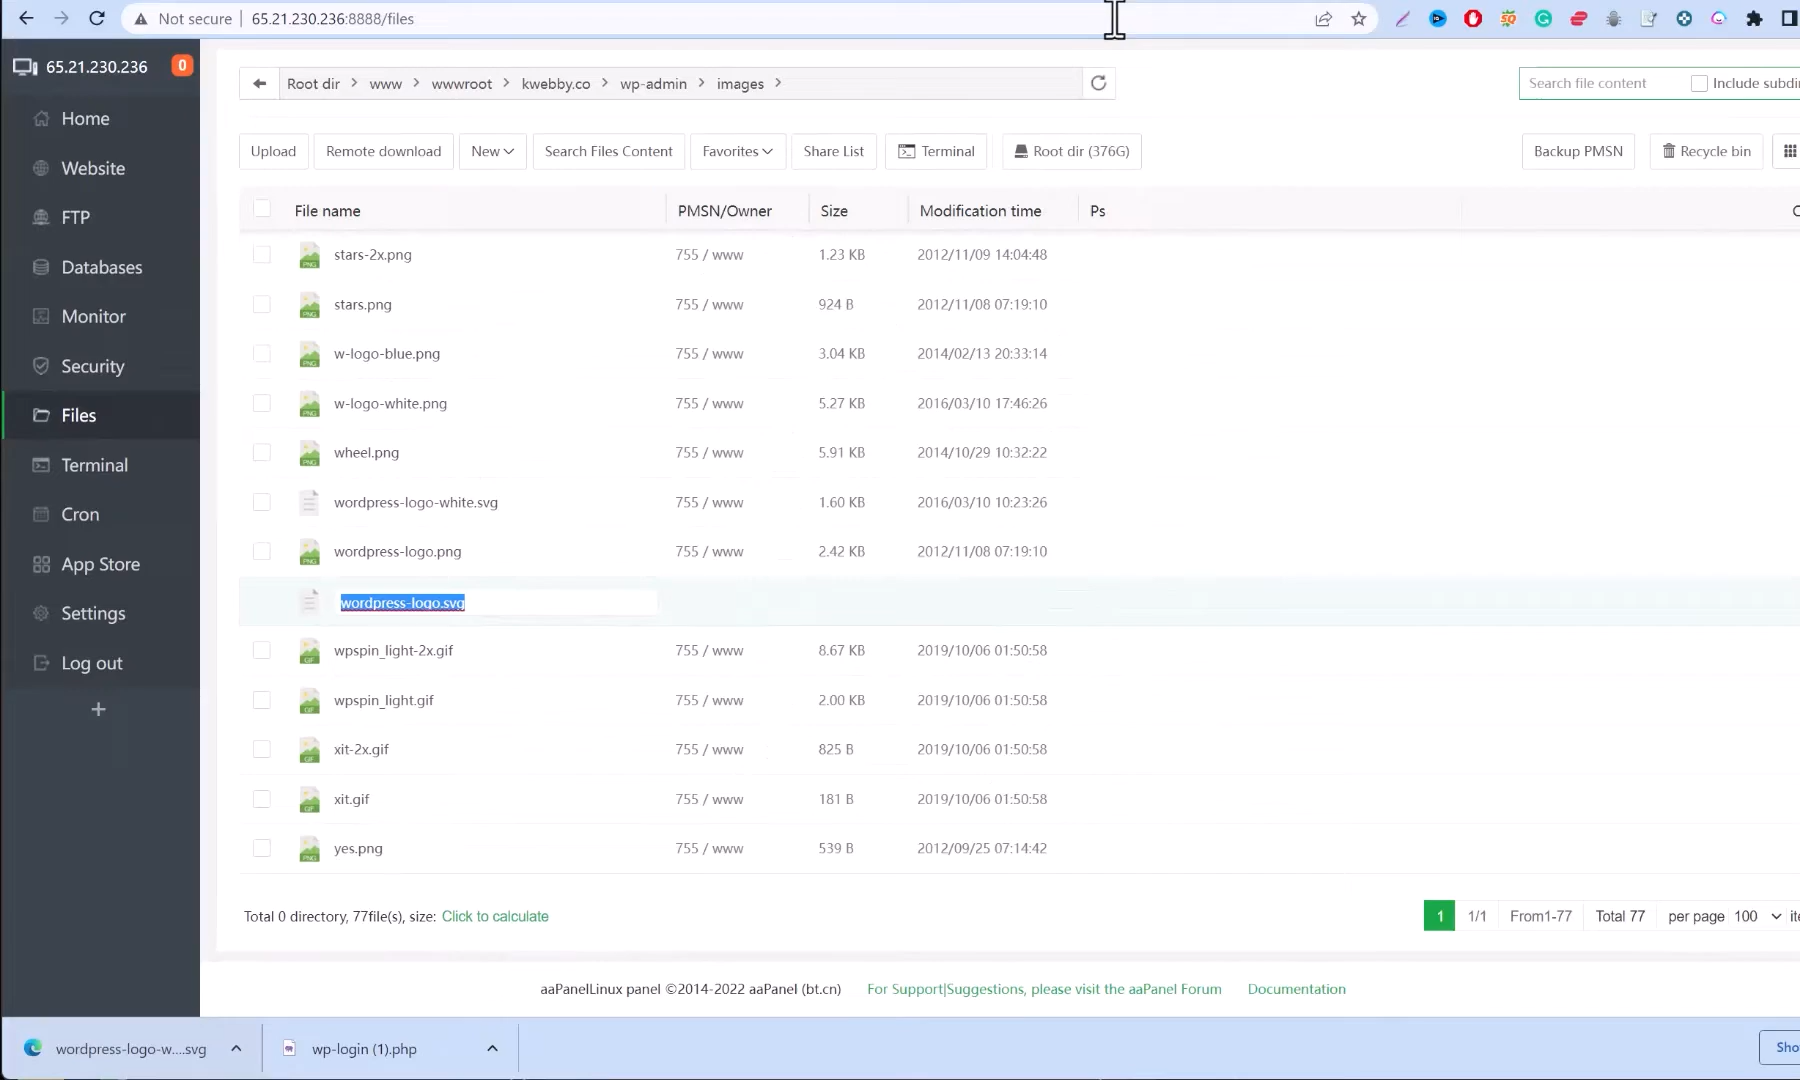 Not secure 65.21.230.236:8888/files
65.21.230.236 0
Home
Website
FTP
Databases
Monitor
Security
Files
Terminal
Cron
App Store
Settings
Log out
Root dir > www > wwwroot > kwebby.co > wp-admin > images >
Search file content Include subdi
Upload Remote download New Search Files Content Favorites Share List Terminal Root dir (376G) Backup PMSN Recycle bin
File name PMSN/Owner Size Modification time Ps
stars-2x.png 755 / www 1.23 KB 2012/11/09 14:04:48
stars.png 755 / www 924 B 2012/11/08 07:19:10
w-logo-blue.png 755 / www 3.04 KB 2014/02/13 20:33:14
w-logo-white.png 755 / www 5.27 KB 2016/03/10 17:46:26
wheel.png 755 / www 5.91 KB 2014/10/29 10:32:22
wordpress-logo-white.svg 755 / www 1.60 KB 2016/03/10 10:23:26
wordpress-logo.png 755 / www 2.42 KB 2012/11/08 07:19:10
wordpress-logo.svg
wpspin_light-2x.gif 755 / www 8.67 KB 2019/10/06 01:50:58
wpspin_light.gif 755 / www 2.00 KB 2019/10/06 01:50:58
xit-2x.gif 755 / www 825 B 2019/10/06 01:50:58
xit.gif 755 / www 181 B 2019/10/06 01:50:58
yes.png 755 / www 539 B 2012/09/25 07:14:42
Total 0 directory, 77file(s), size: Click to calculate
1 1/1 From1-77 Total 77 per page 100 ite
aaPanelLinux panel ©2014-2022 aaPanel (bt.cn) For Support|Suggestions, please visit the aaPanel Forum Documentation
wordpress-logo-w....svg wp-login (1).php Sho